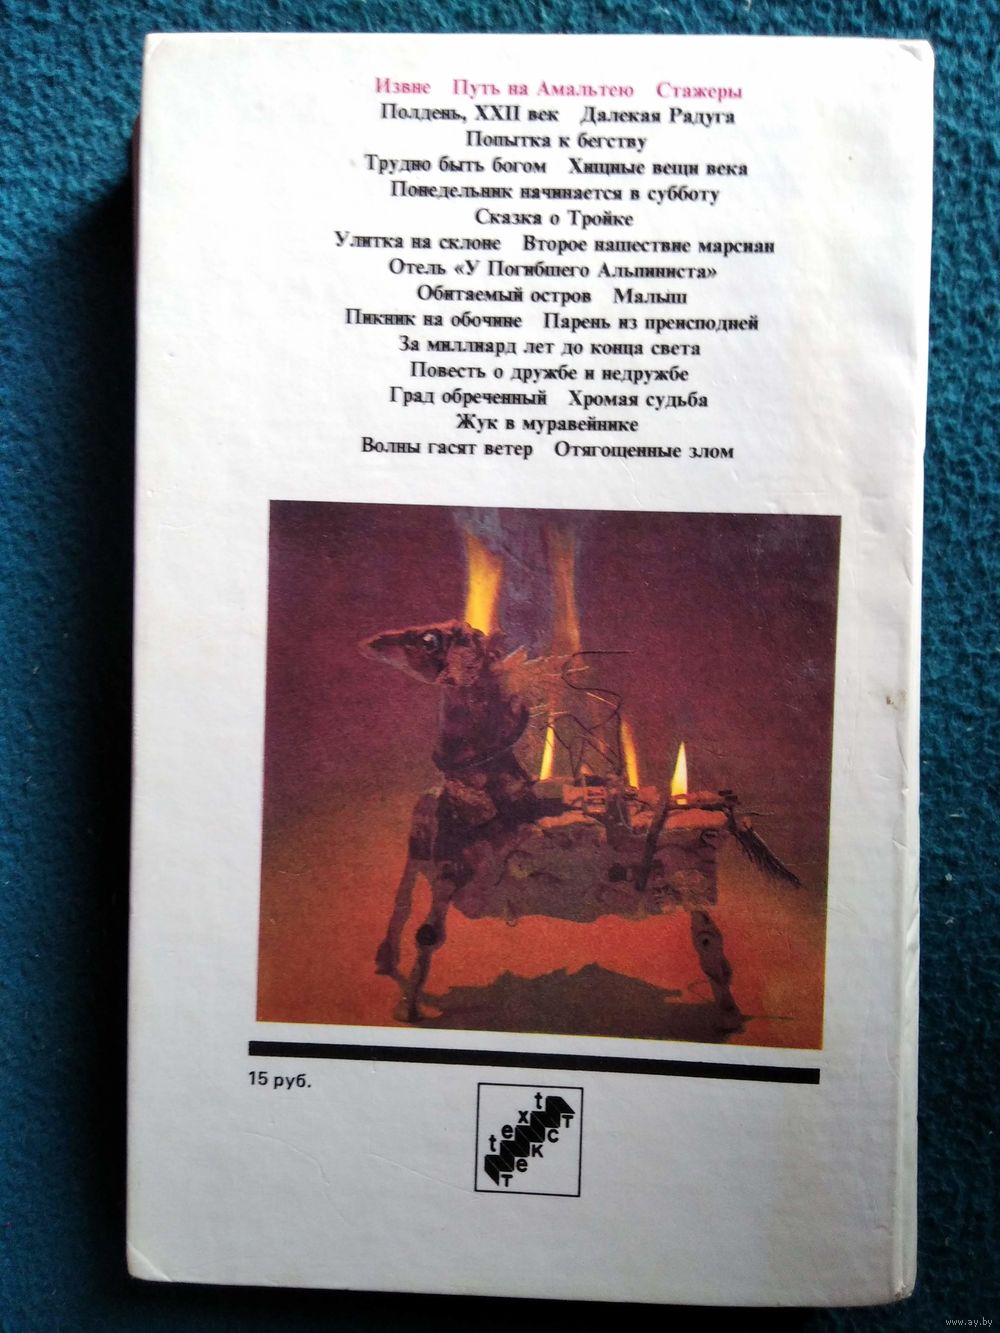 Извне Путь на Амальтею Стажеры
Полдень, XXII век Далекая Радуга
Попытка к бегству
Трудно быть богом Хищные вещи века
Понедельник начинается в субботу
Сказка о Тройке
Улитка на склоне Второе нашествие марсиан
Отель «У Погибшего Альпиниста»
Обитаемый остров Малыш
Пикник на обочине Парень из преисподней
За миллиард лет до конца света
Повесть о дружбе и недружбе
Град обреченный Хромая судьба
Жук в муравейнике
Волны гасят ветер Отягощенные злом
15 руб.
text
текст
www.ay.by